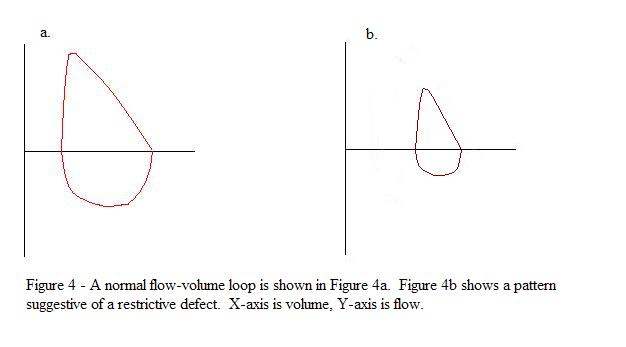 a.
b.
Figure 4 - A normal flow-volume loop is shown in Figure 4a.  Figure 4b shows a pattern
suggestive of a restrictive defect.  X-axis is volume, Y-axis is flow.